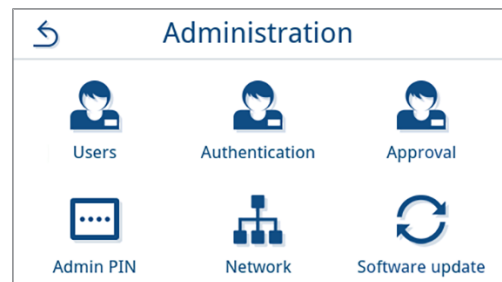 Administration
Users
Authentication
Approval
Admin PIN
Network
Software update